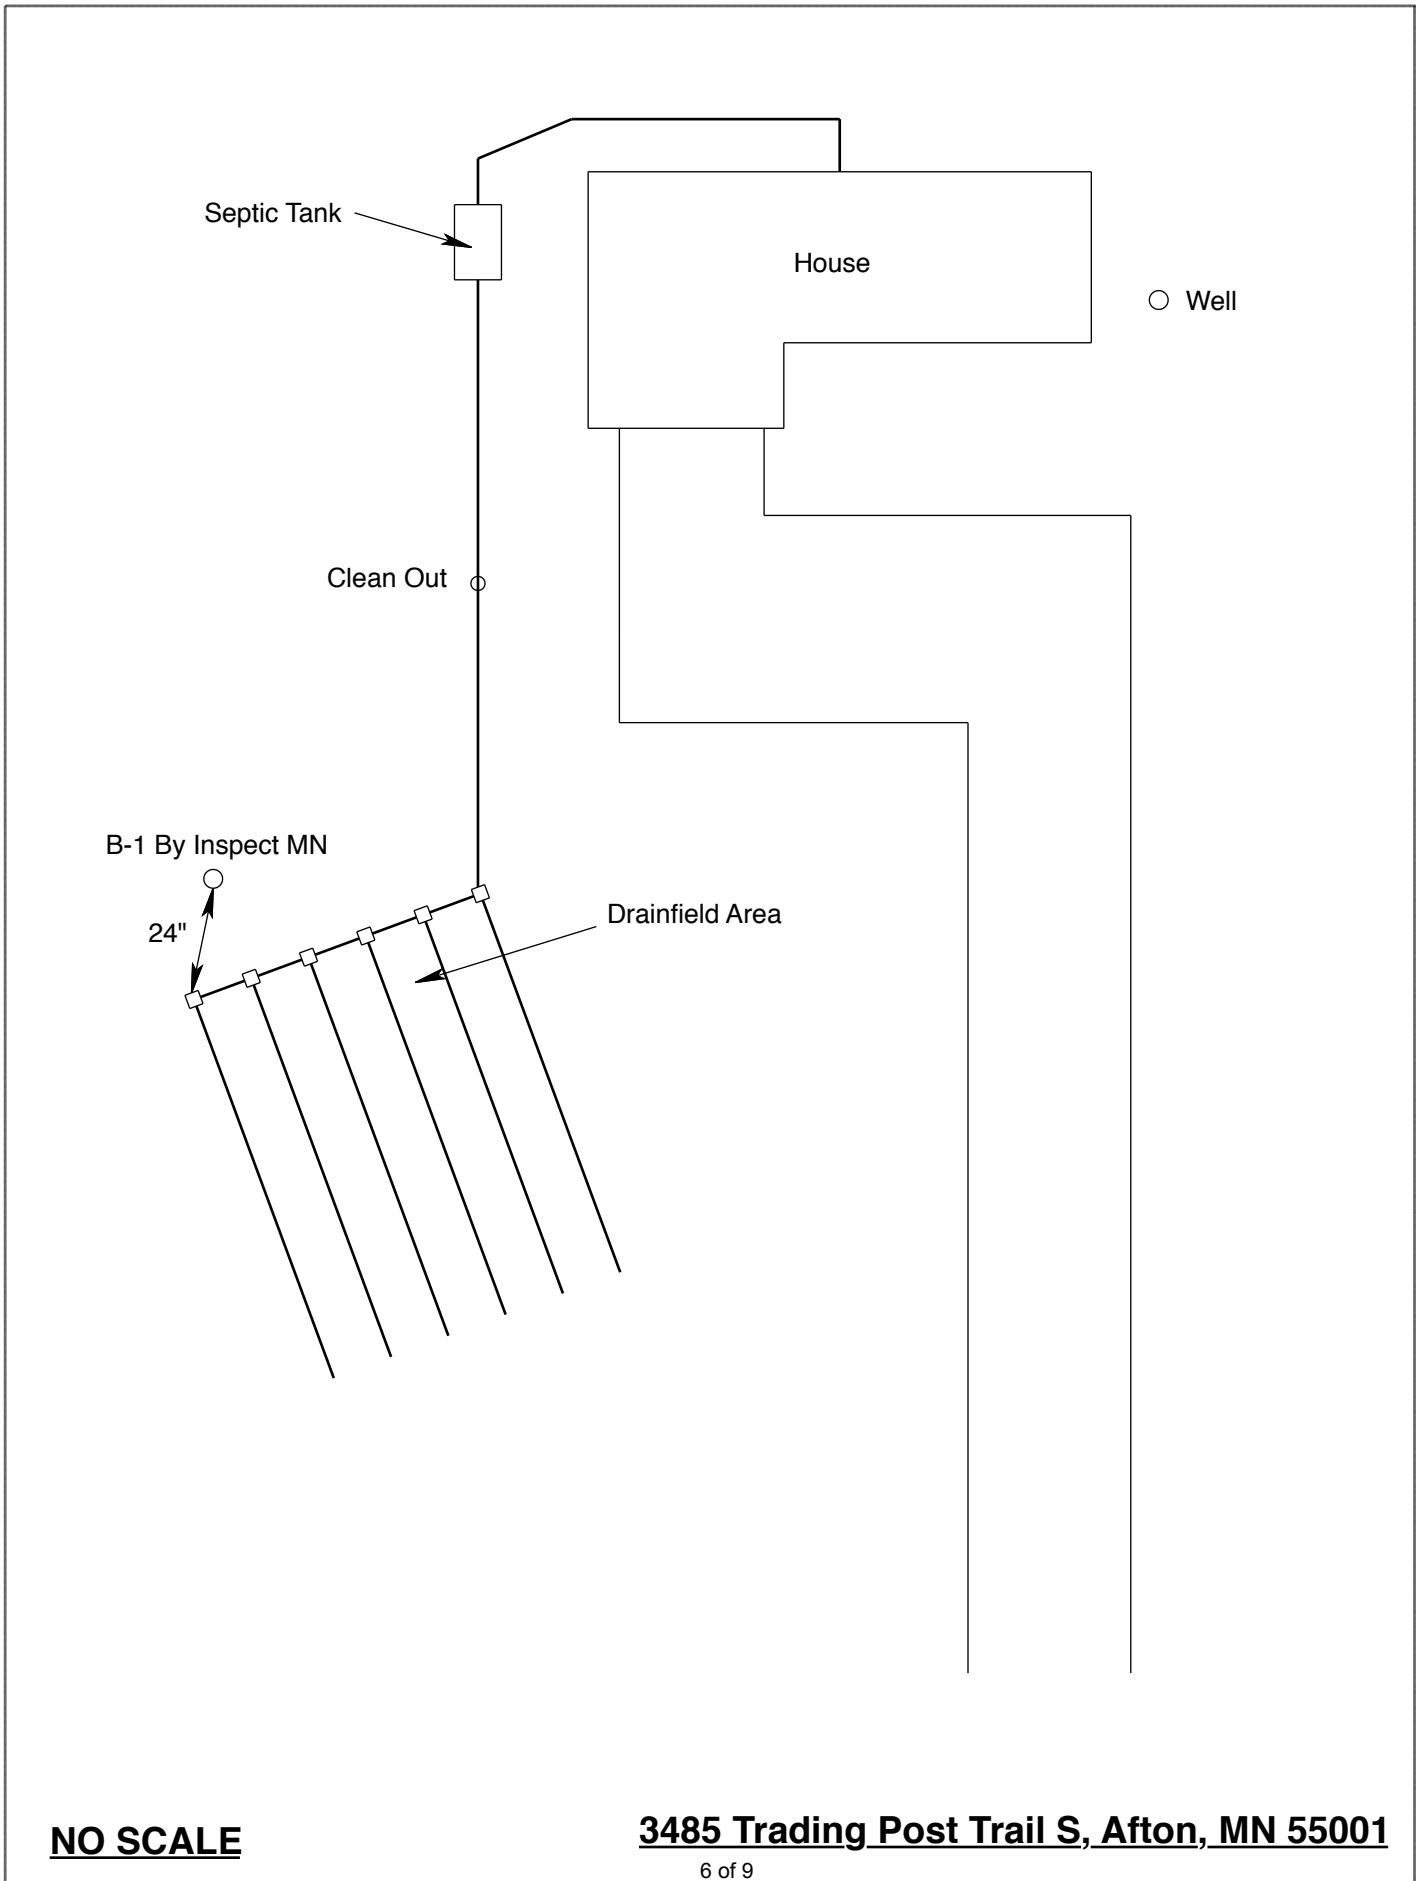 Septic Tank
House
Well
Clean Out
B-1 By Inspect MN
24"
Drainfield Area
NO SCALE
3485 Trading Post Trail S, Afton, MN 55001
6 of 9